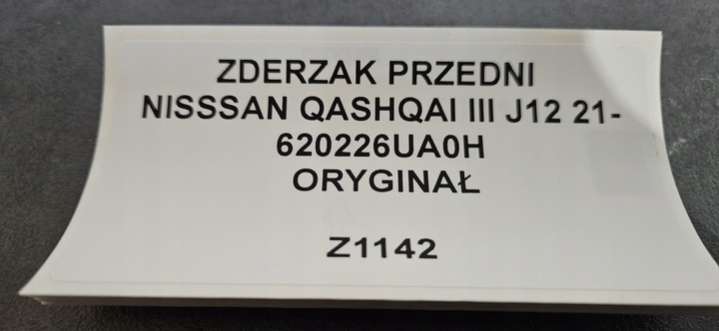 ZDERZAK PRZEDNI
NISSSAN QASHQAI III J12 21-
620226UA0H
ORYGINAŁ
Z1142